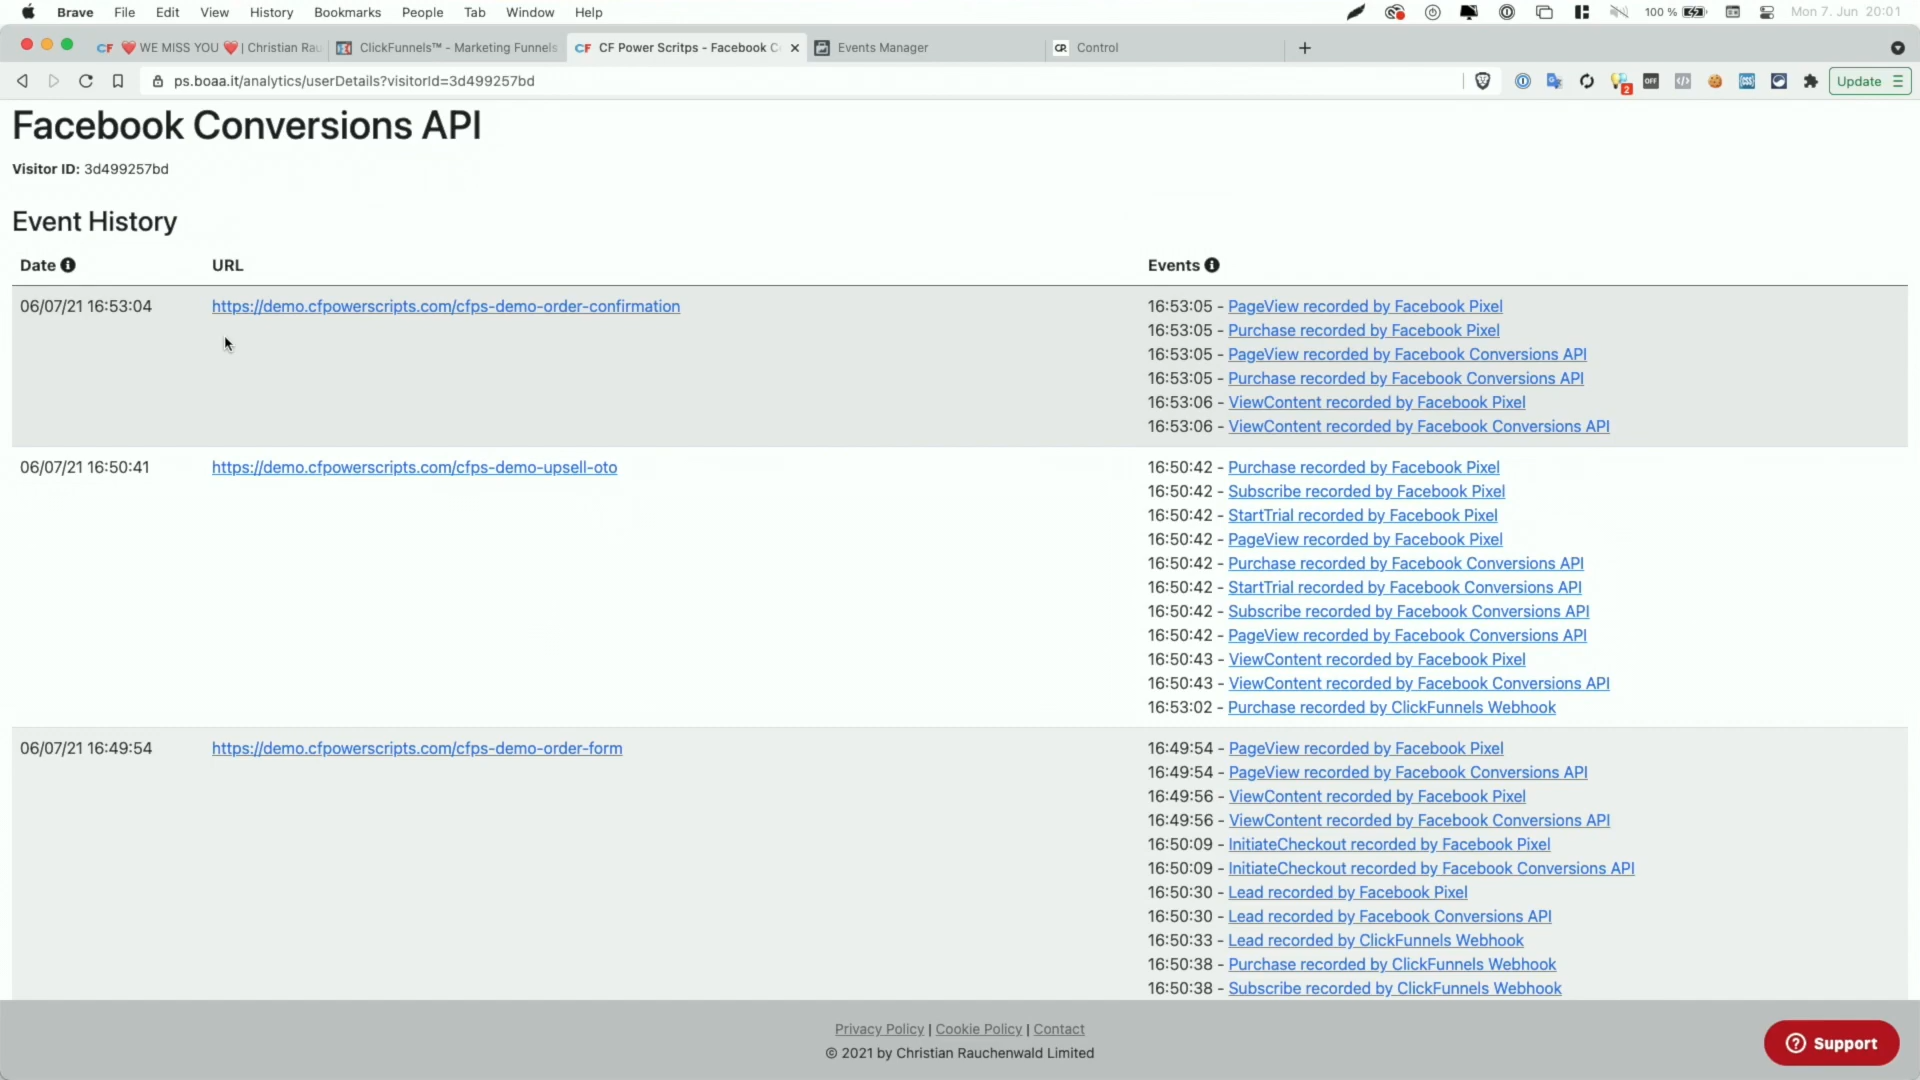 Brave File Edit View History Bookmarks People Tab Window Help 100 % Mon 7. Jun 20:01
CF ❤️ WE MISS YOU ❤️ | Christian Rau ClickFunnels™ - Marketing Funnels CF CF Power Scritps - Facebook C Events Manager CR Control
ps.boaa.it/analytics/userDetails?visitorId=3d499257bd OFF 2 Update
Facebook Conversions API
Visitor ID: 3d499257bd
Event History
Date URL Events
06/07/21 16:53:04 https://demo.cfpowerscripts.com/cfps-demo-order-confirmation 16:53:05 - PageView recorded by Facebook Pixel
16:53:05 - Purchase recorded by Facebook Pixel
16:53:05 - PageView recorded by Facebook Conversions API
16:53:05 - Purchase recorded by Facebook Conversions API
16:53:06 - ViewContent recorded by Facebook Pixel
16:53:06 - ViewContent recorded by Facebook Conversions API
06/07/21 16:50:41 https://demo.cfpowerscripts.com/cfps-demo-upsell-oto 16:50:42 - Purchase recorded by Facebook Pixel
16:50:42 - Subscribe recorded by Facebook Pixel
16:50:42 - StartTrial recorded by Facebook Pixel
16:50:42 - PageView recorded by Facebook Pixel
16:50:42 - Purchase recorded by Facebook Conversions API
16:50:42 - StartTrial recorded by Facebook Conversions API
16:50:42 - Subscribe recorded by Facebook Conversions API
16:50:42 - PageView recorded by Facebook Conversions API
16:50:43 - ViewContent recorded by Facebook Pixel
16:50:43 - ViewContent recorded by Facebook Conversions API
16:53:02 - Purchase recorded by ClickFunnels Webhook
06/07/21 16:49:54 https://demo.cfpowerscripts.com/cfps-demo-order-form 16:49:54 - PageView recorded by Facebook Pixel
16:49:54 - PageView recorded by Facebook Conversions API
16:49:56 - ViewContent recorded by Facebook Pixel
16:49:56 - ViewContent recorded by Facebook Conversions API
16:50:09 - InitiateCheckout recorded by Facebook Pixel
16:50:09 - InitiateCheckout recorded by Facebook Conversions API
16:50:30 - Lead recorded by Facebook Pixel
16:50:30 - Lead recorded by Facebook Conversions API
16:50:33 - Lead recorded by ClickFunnels Webhook
16:50:38 - Purchase recorded by ClickFunnels Webhook
16:50:38 - Subscribe recorded by ClickFunnels Webhook
Privacy Policy | Cookie Policy | Contact
© 2021 by Christian Rauchenwald Limited
Support